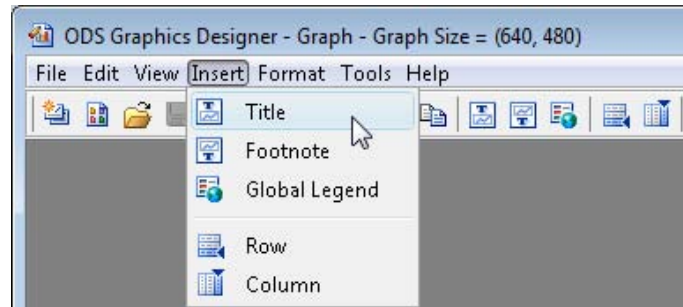 ODS Graphics Designer - Graph - Graph Size = (640, 480)
File Edit View Insert Format Tools Help
Title
Footnote
Global Legend
Row
Column